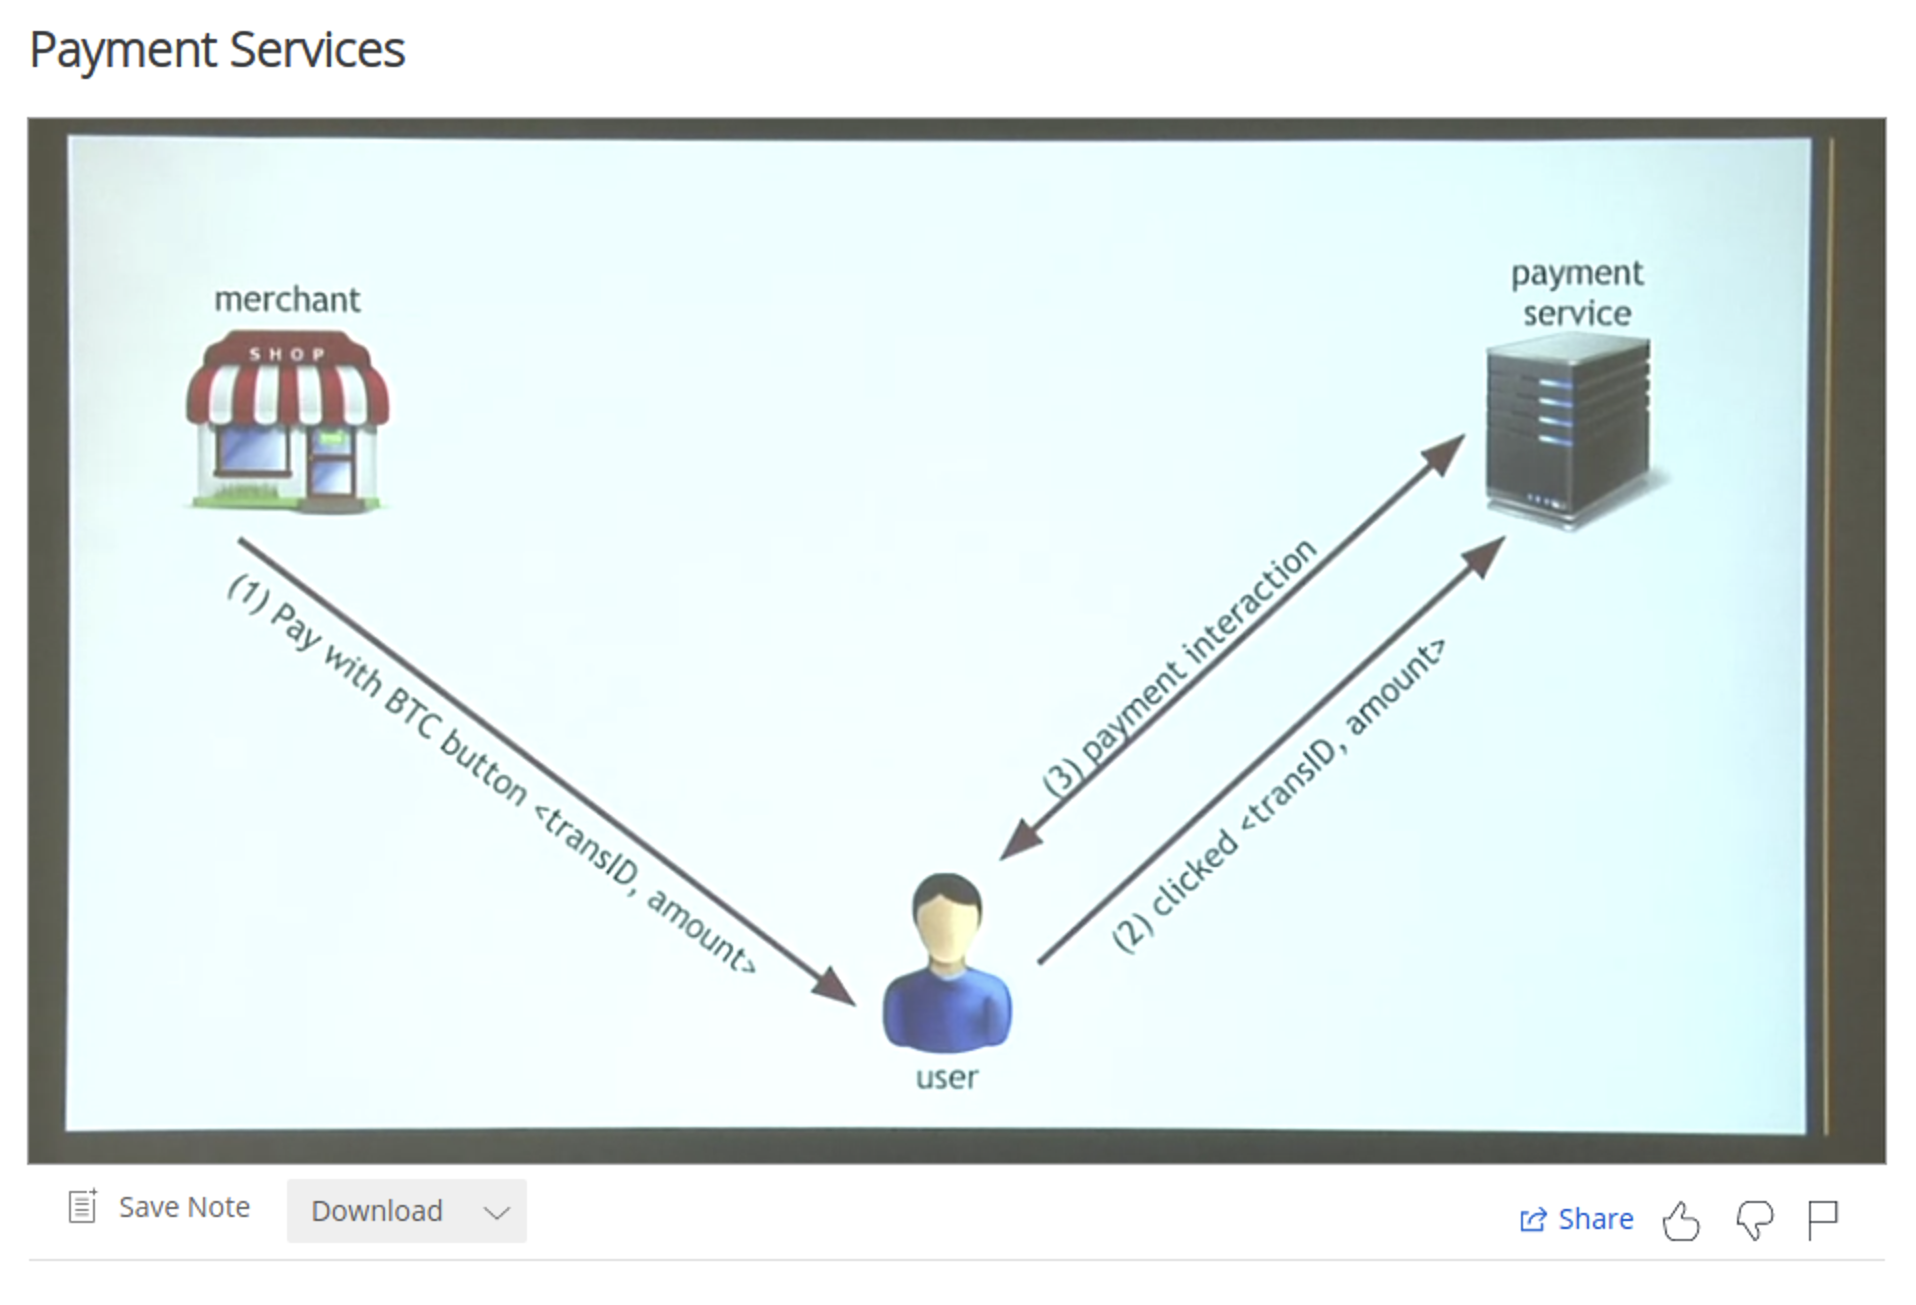 Payment Services
merchant
SHOP
payment
service
(1) Pay with BTC button <transID, amount>
(3) payment interaction
(2) clicked <transID, amount>
user
Save Note
Download
Share